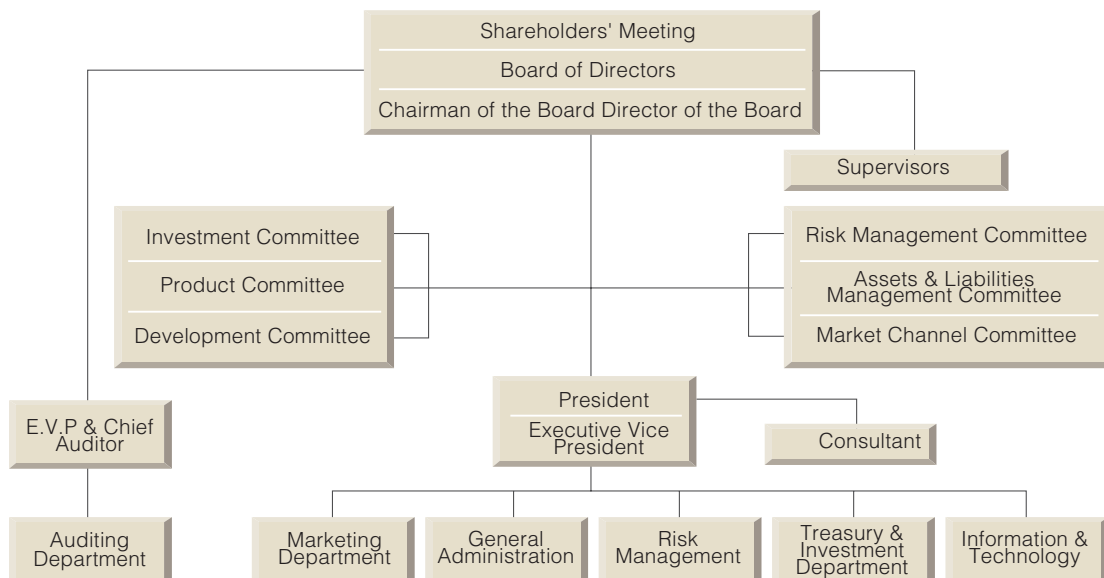 Shareholders' Meeting
Board of Directors
Chairman of the Board Director of the Board
Supervisors
Investment Committee
Product Committee
Development Committee
Risk Management Committee
Assets & Liabilities
Management Committee
Market Channel Committee
President
Executive Vice
President
Consultant
E.V.P & Chief
Auditor
Auditing
Department
Marketing
Department
General
Administration
Risk
Management
Treasury &
Investment
Department
Information &
Technology